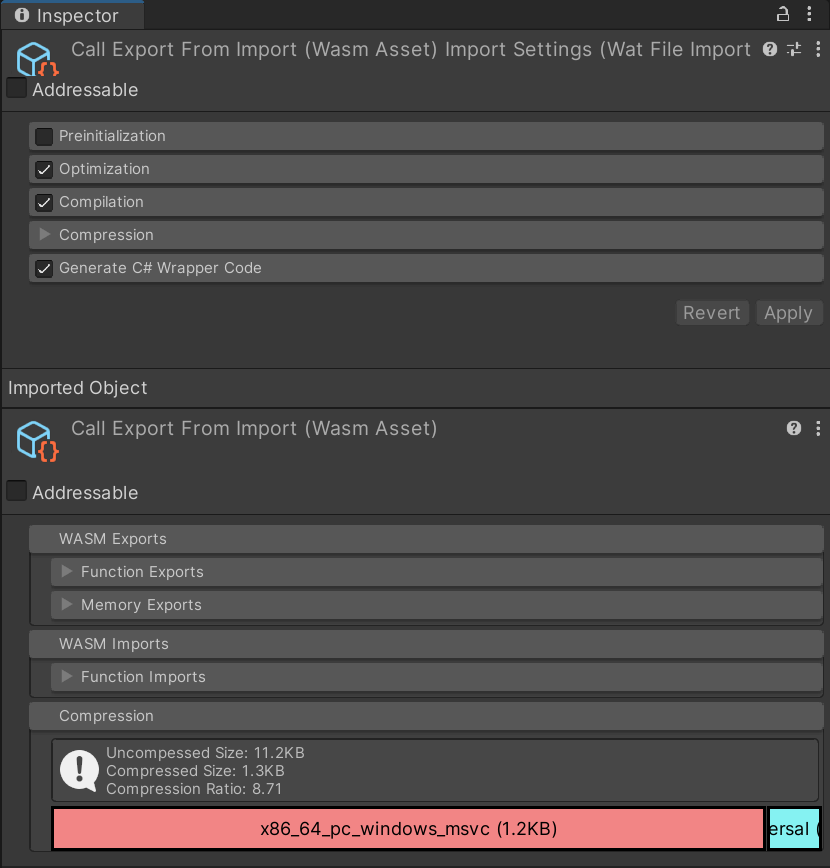 Inspector
Call Export From Import (Wasm Asset) Import Settings (Wat File Import
Addressable
Preinitialization
Optimization
Compilation
Compression
Generate C# Wrapper Code
Revert Apply
Imported Object
Call Export From Import (Wasm Asset)
Addressable
WASM Exports
Function Exports
Memory Exports
WASM Imports
Function Imports
Compression
Uncompessed Size: 11.2KB
Compressed Size: 1.3KB
Compression Ratio: 8.71
x86_64_pc_windows_msvc (1.2KB) ersal (